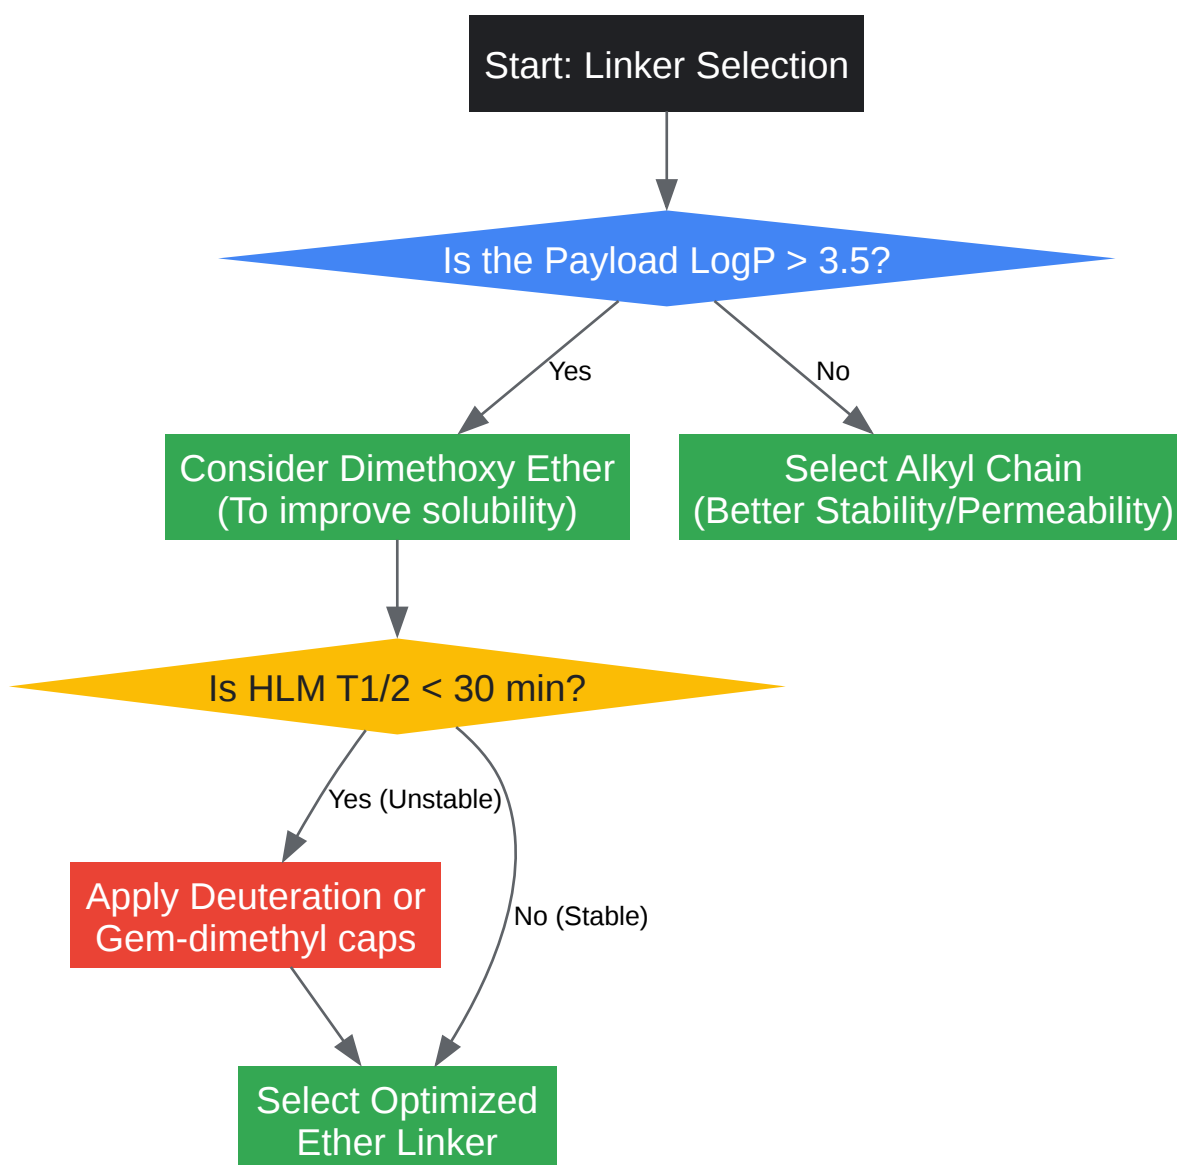 Start: Linker Selection
Is the Payload LogP > 3.5?
Yes
No
Consider Dimethoxy Ether
(To improve solubility)
Select Alkyl Chain
(Better Stability/Permeability)
Is HLM T1/2 < 30 min?
Yes (Unstable)
Apply Deuteration or
Gem-dimethyl caps
No (Stable)
Select Optimized
Ether Linker